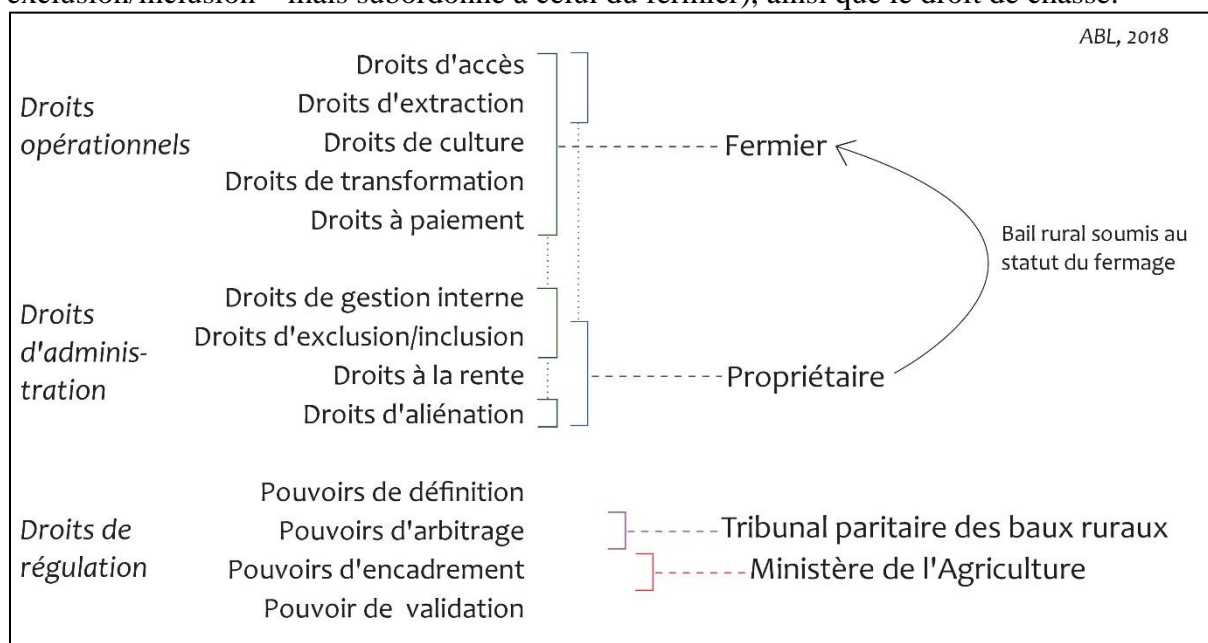 exclusion/inclusion – mais subordonné à celui du fermier), ainsi que le droit de chasse.
ABL, 2018
Droits
opérationnels
Droits d'accès
Droits d'extraction
Droits de culture
Droits de transformation
Droits à paiement
Fermier
Bail rural soumis au
statut du fermage
Droits
d'adminis-
tration
Droits de gestion interne
Droits d'exclusion/inclusion
Droits à la rente
Droits d'aliénation
Propriétaire
Droits de
régulation
Pouvoirs de définition
Pouvoirs d'arbitrage
Pouvoirs d'encadrement
Pouvoir de validation
Tribunal paritaire des baux ruraux
Ministère de l'Agriculture